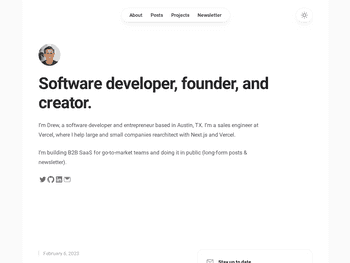 About Posts Projects Newsletter
Software developer, founder, and
creator.
I'm Drew, a software developer and entrepreneur based in Austin, TX. I'm a sales engineer at
Vercel, where I help large and small companies rearchitect with Next.js and Vercel.
I'm building B2B SaaS for go-to-market teams and doing it in public (long-form posts &
newsletter).
February 6, 2023
Stay up to date